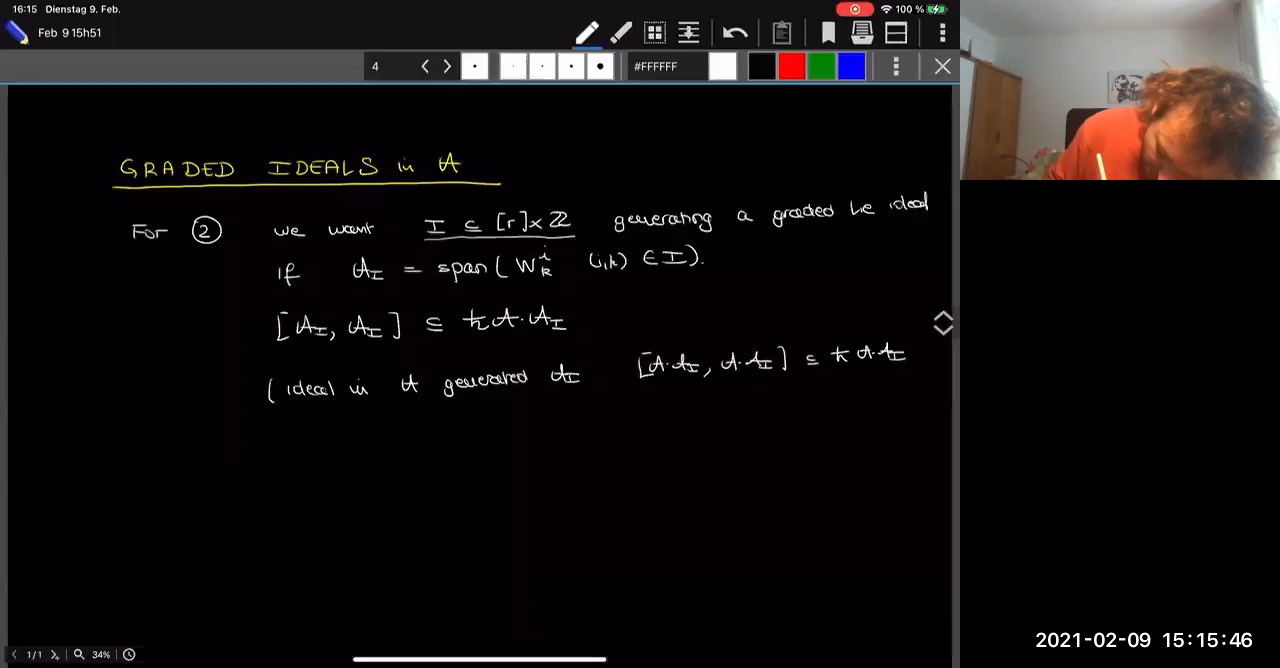 16:15 Dienstag 9. Feb.
100 %
Feb 9 15h51
4
#FFFFFF
GRADED IDEALS in 𝒜
For ② we want I ⊆ [r]×ℤ generating a graded Lie ideal
if 𝒜_I = span( W^i_k (i,k) ∈ I ).
[𝒜_I, 𝒜_I] ⊆ ℏ𝒜·𝒜_I
( ideal in 𝒜 generated 𝒜_I [𝒜·𝒜_I, 𝒜·𝒜_I] ⊆ ℏ 𝒜·𝒜_I
1/1
34%
2021-02-09 15:15:46